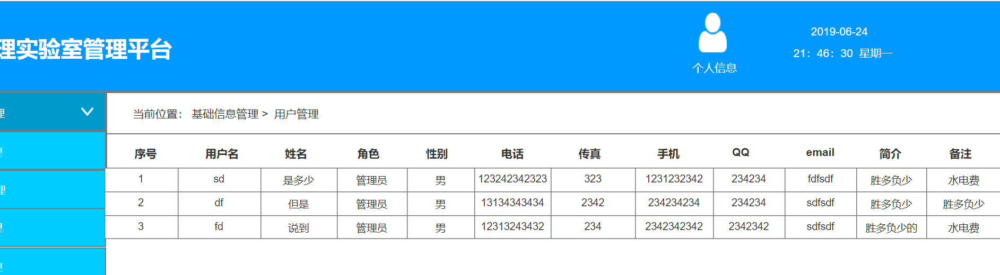 理实验室管理平台
个人信息
2019-06-24
21：46：30 星期一
理
当前位置： 基础信息管理 > 用户管理
理
理
理
理
序号 用户名 姓名 角色 性别 电话 传真 手机 QQ email 简介 备注
1 sd 是多少 管理员 男 123242342323 323 1231232342 234234 fdfsdf 胜多负少 水电费
2 df 但是 管理员 男 13134343434 2342 234234234 234234 sdfsdf 胜多负少 胜多负少
3 fd 说到 管理员 男 12313243432 234 2342342342 2342342 sdfsdf 胜多负少的 水电费